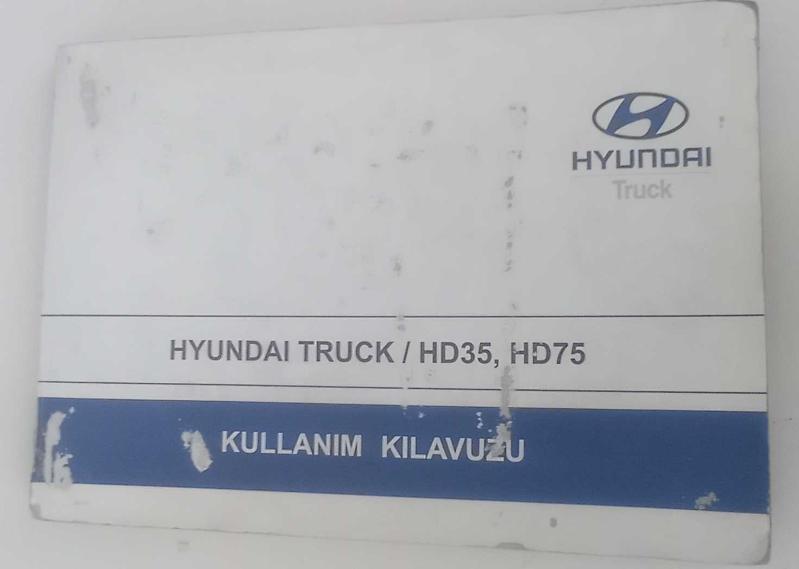 HYUNDAI
Truck
HYUNDAI TRUCK / HD35, HD75
KULLANIM KILAVUZU